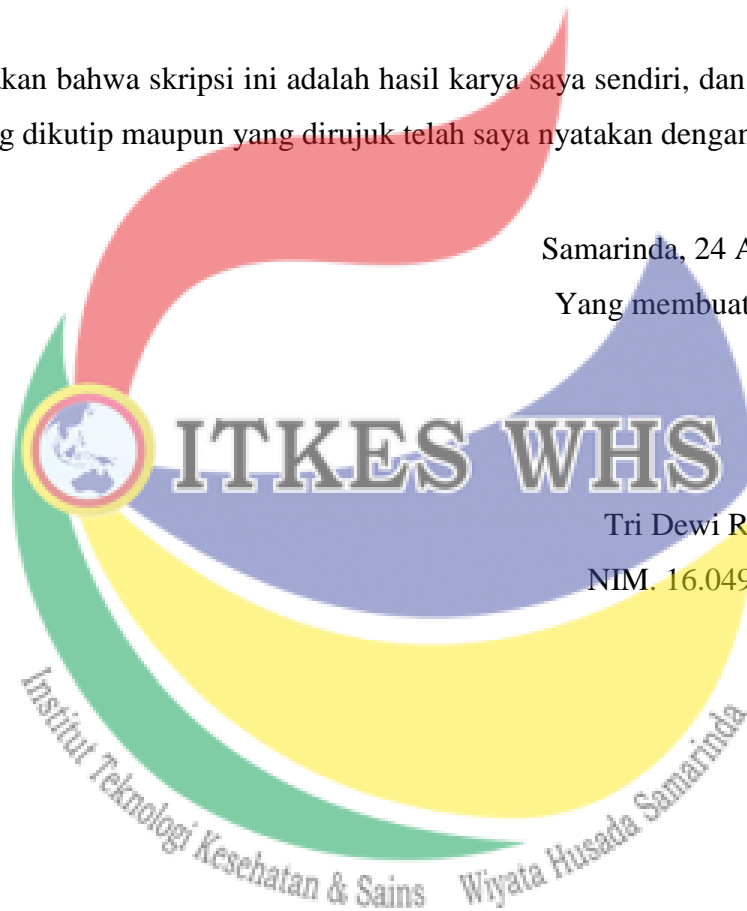 akan bahwa skripsi ini adalah hasil karya saya sendiri, dan
g dikutip maupun yang dirujuk telah saya nyatakan dengan
Samarinda, 24 A
Yang membuat
ITKES WHS
Tri Dewi R
NIM. 16.049
Institut Teknologi Kesehatan & Sains Wiyata Husada Samarinda